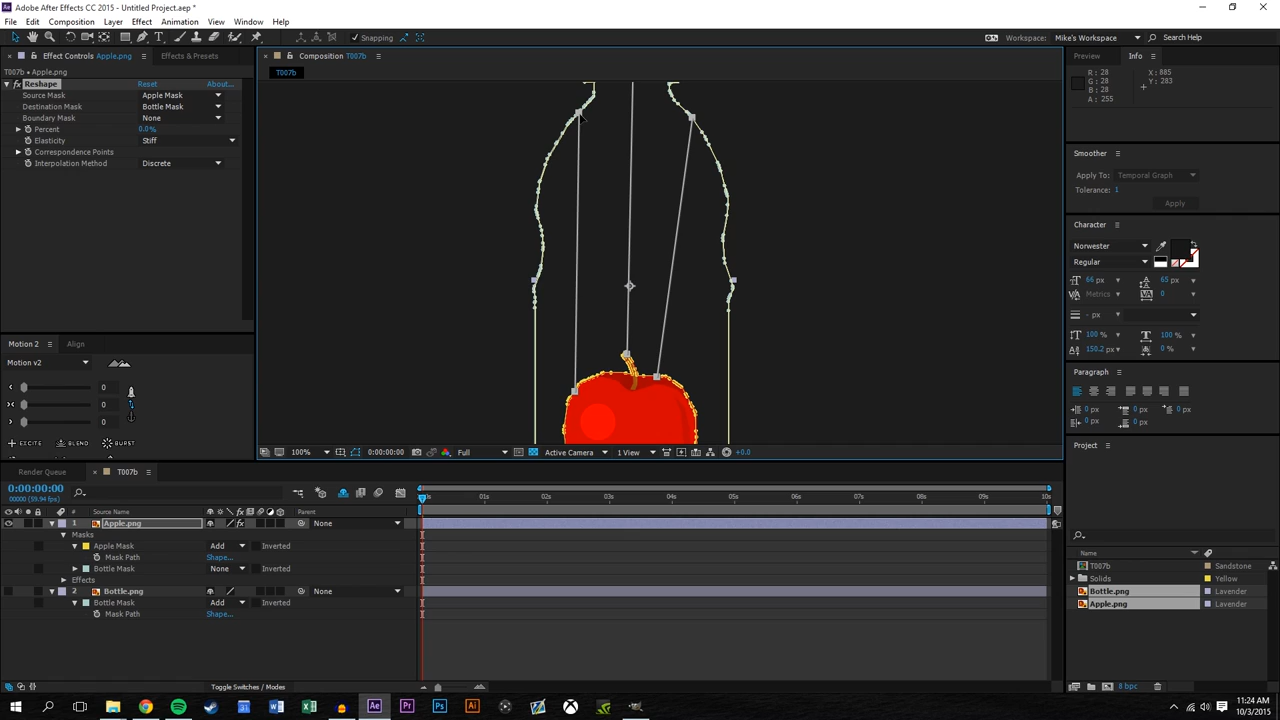 Adobe After Effects CC 2015 - Untitled Project.aep *
File Edit Composition Layer Effect Animation View Window Help
Snapping
Workspace: Mike's Workspace Search Help
Effect Controls Apple.png Effects & Presets
Composition T007b
Preview Info
T007b • Apple.png
T007b
Reshape Reset About...
Source Mask Apple Mask
Destination Mask Bottle Mask
Boundary Mask None
Percent 0.0%
Elasticity Stiff
Correspondence Points
Interpolation Method Discrete
R: 28 X: 885
G: 28 Y: 283
B: 28
A: 255
Smoother
Apply To: Temporal Graph
Tolerance: 1
Apply
Character
Norwester
Regular
66 px 65 px
Metrics 0
- px
100 % 100 %
150.2 px 0 %
Paragraph
0 px 0 px 0 px
0 px 0 px
Motion 2 Align
Motion v2
0
0
0
EXCITE BLEND BURST
100% 0:00:00:00 Full Active Camera 1 View +0.0
Project
Name
T007b Sandstone
Solids Yellow
Bottle.png Lavender
Apple.png Lavender
8 bpc
Render Queue T007b
0:00:00:00
00000 (59.94 fps)
# Source Name Parent
01s 02s 03s 04s 05s 06s 07s 08s 09s 10s
1 Apple.png None
Masks
Apple Mask Add Inverted
Mask Path Shape...
Bottle Mask None Inverted
Effects
2 Bottle.png None
Bottle Mask Add Inverted
Mask Path Shape...
Toggle Switches / Modes
11:24 AM
10/3/2015